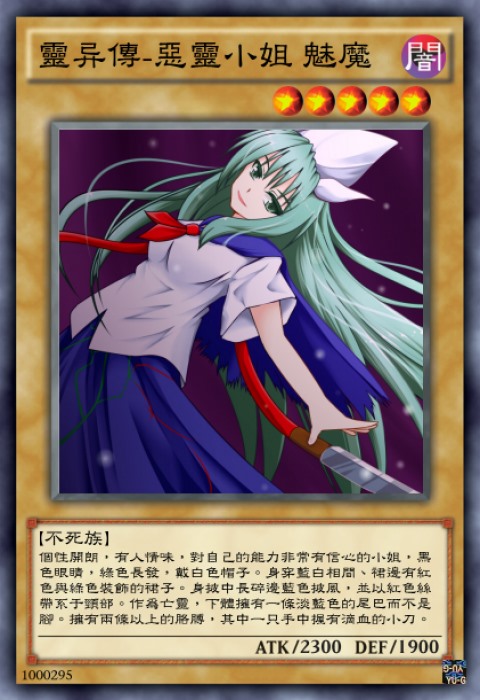 靈异傳-惡靈小姐 魅魔
闇
【不死族】
個性開朗，有人情味，對自己的能力非常有信心的小姐，黑
色眼睛，綠色長發，戴白色帽子。身穿藍白相間、裙邊有紅
色與綠色裝飾的裙子。身披中長碎邊藍色披風，並以紅色絲
帶系于頸部。作為亡靈，下體擁有一條淡藍色的尾巴而不是
腳。擁有兩條以上的胳膊，其中一只手中握有滴血的小刀。
ATK/2300 DEF/1900
1000295